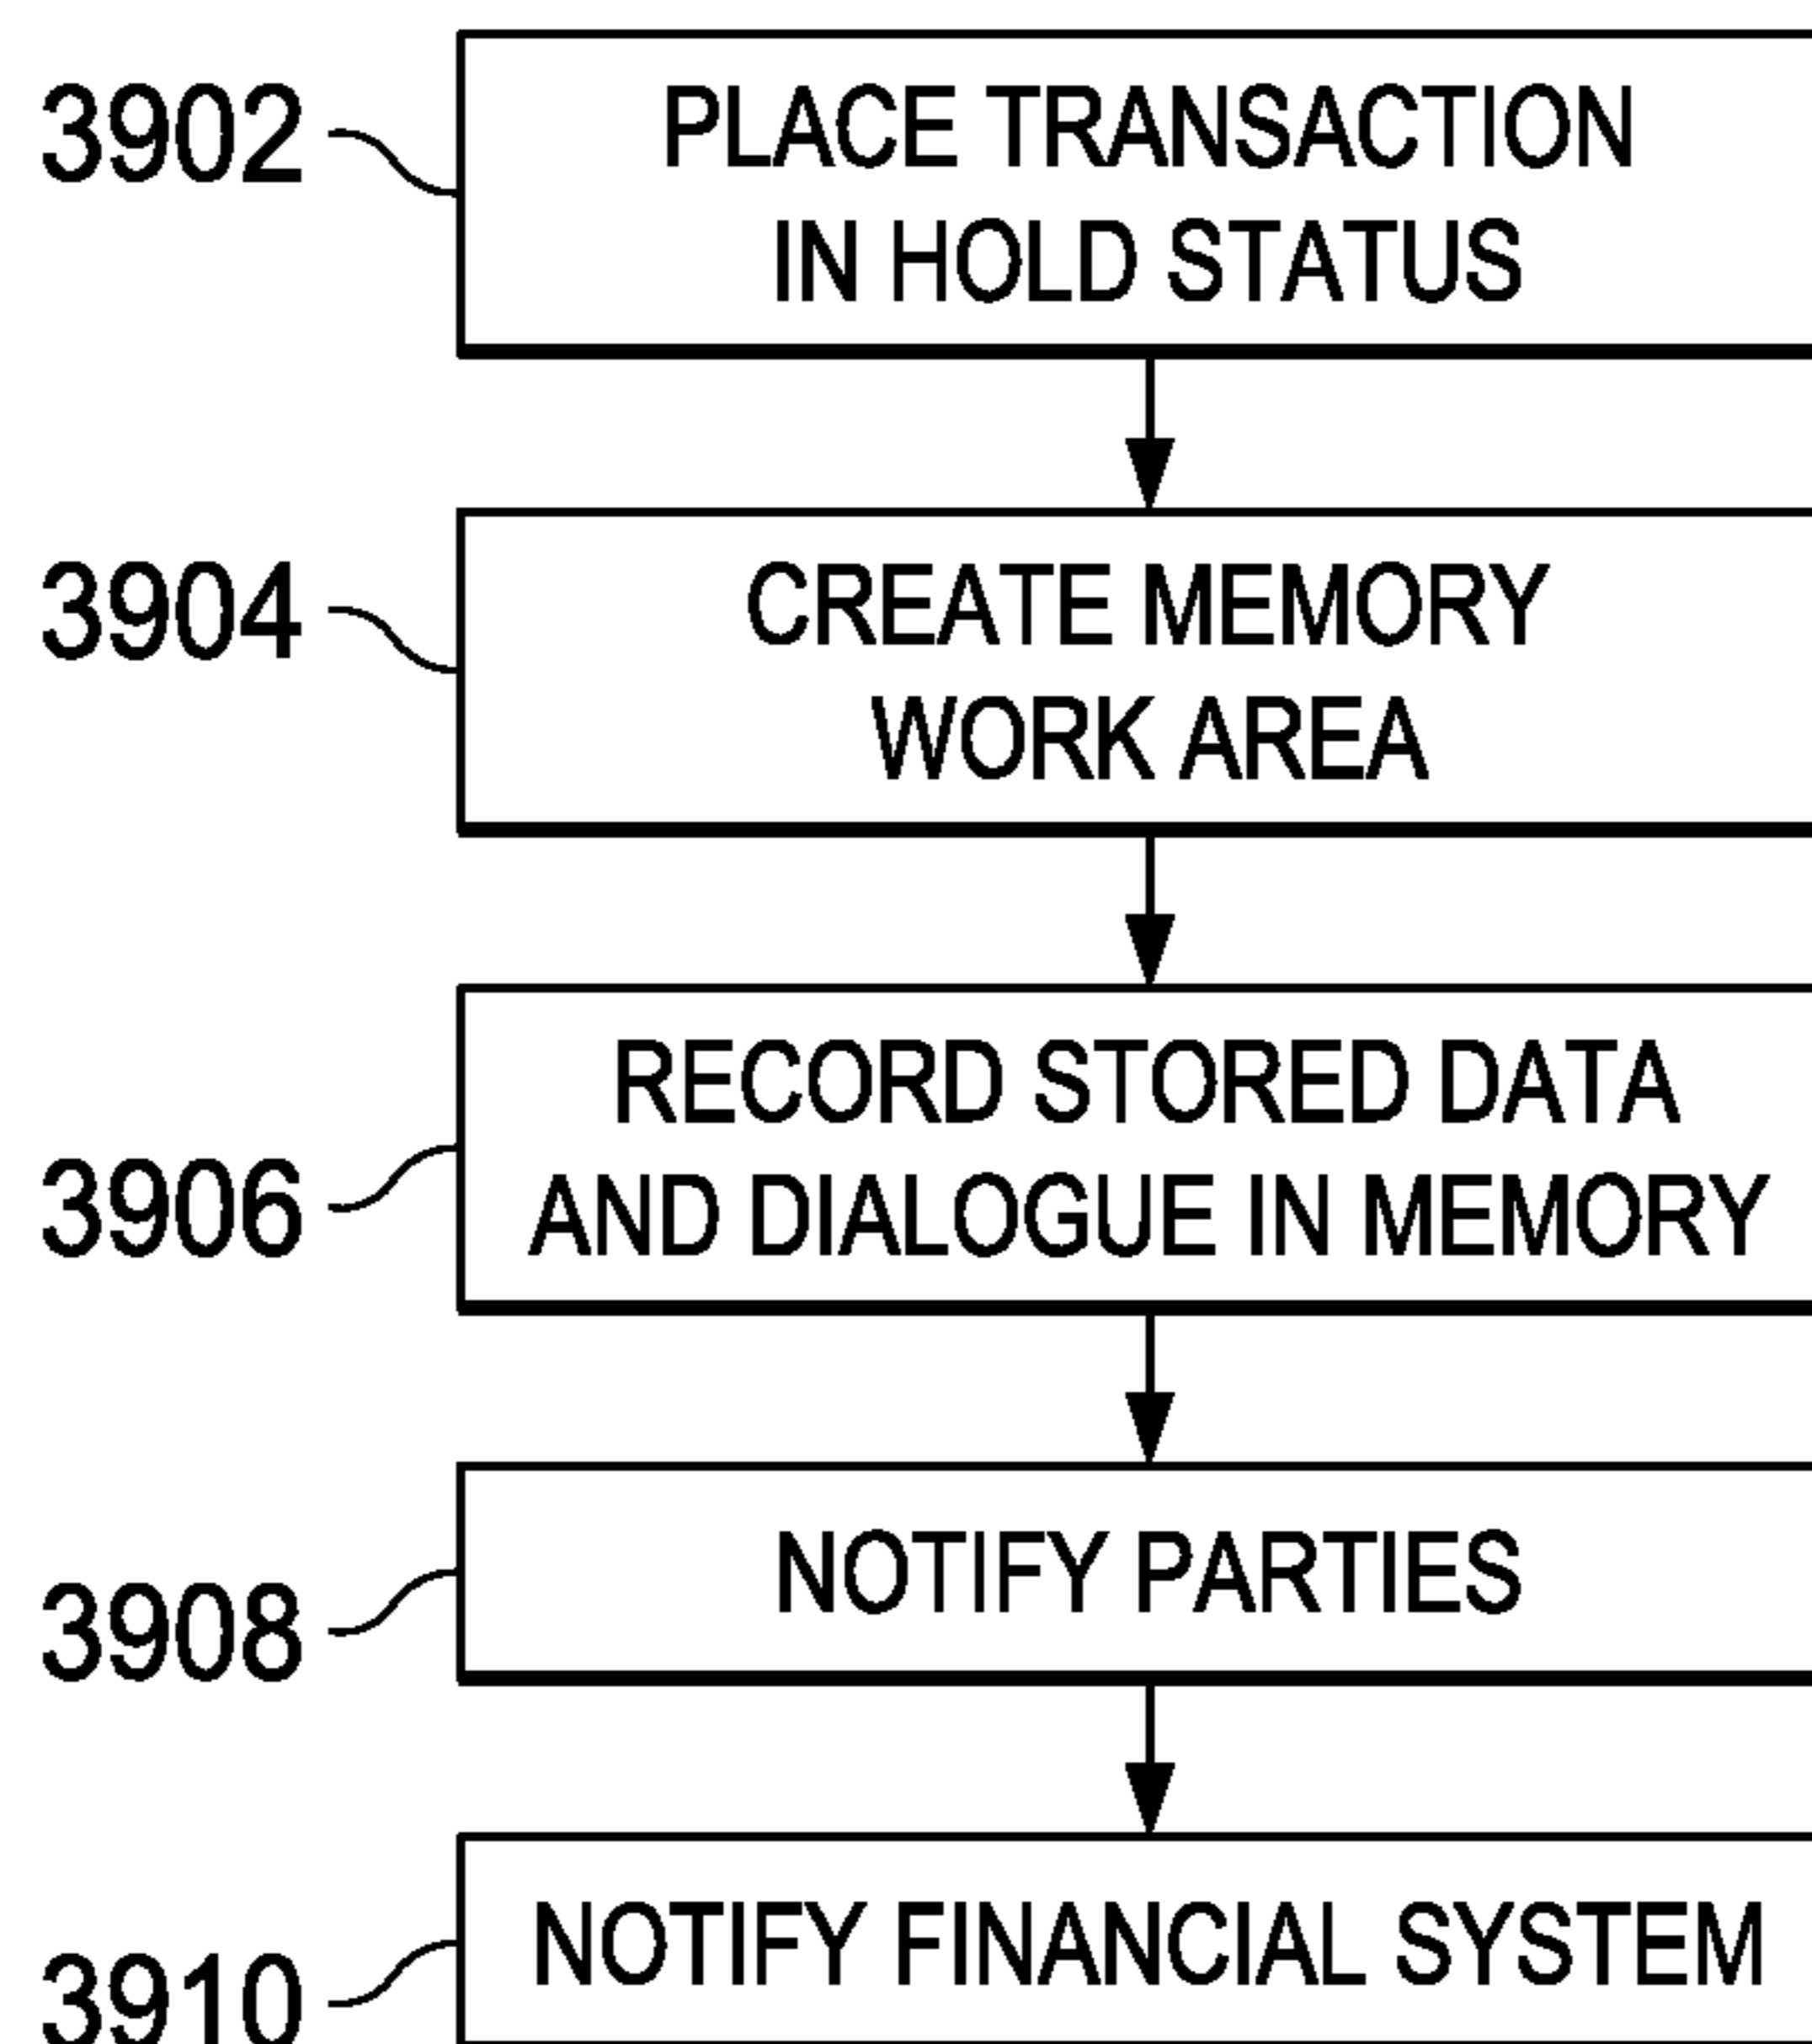 3902
PLACE TRANSACTION
IN HOLD STATUS
3904
CREATE MEMORY
WORK AREA
RECORD STORED DATA
3906
AND DIALOGUE IN MEMORY
NOTIFY PARTIES
3908
NOTIFY FINANCIAL SYSTEM
3910